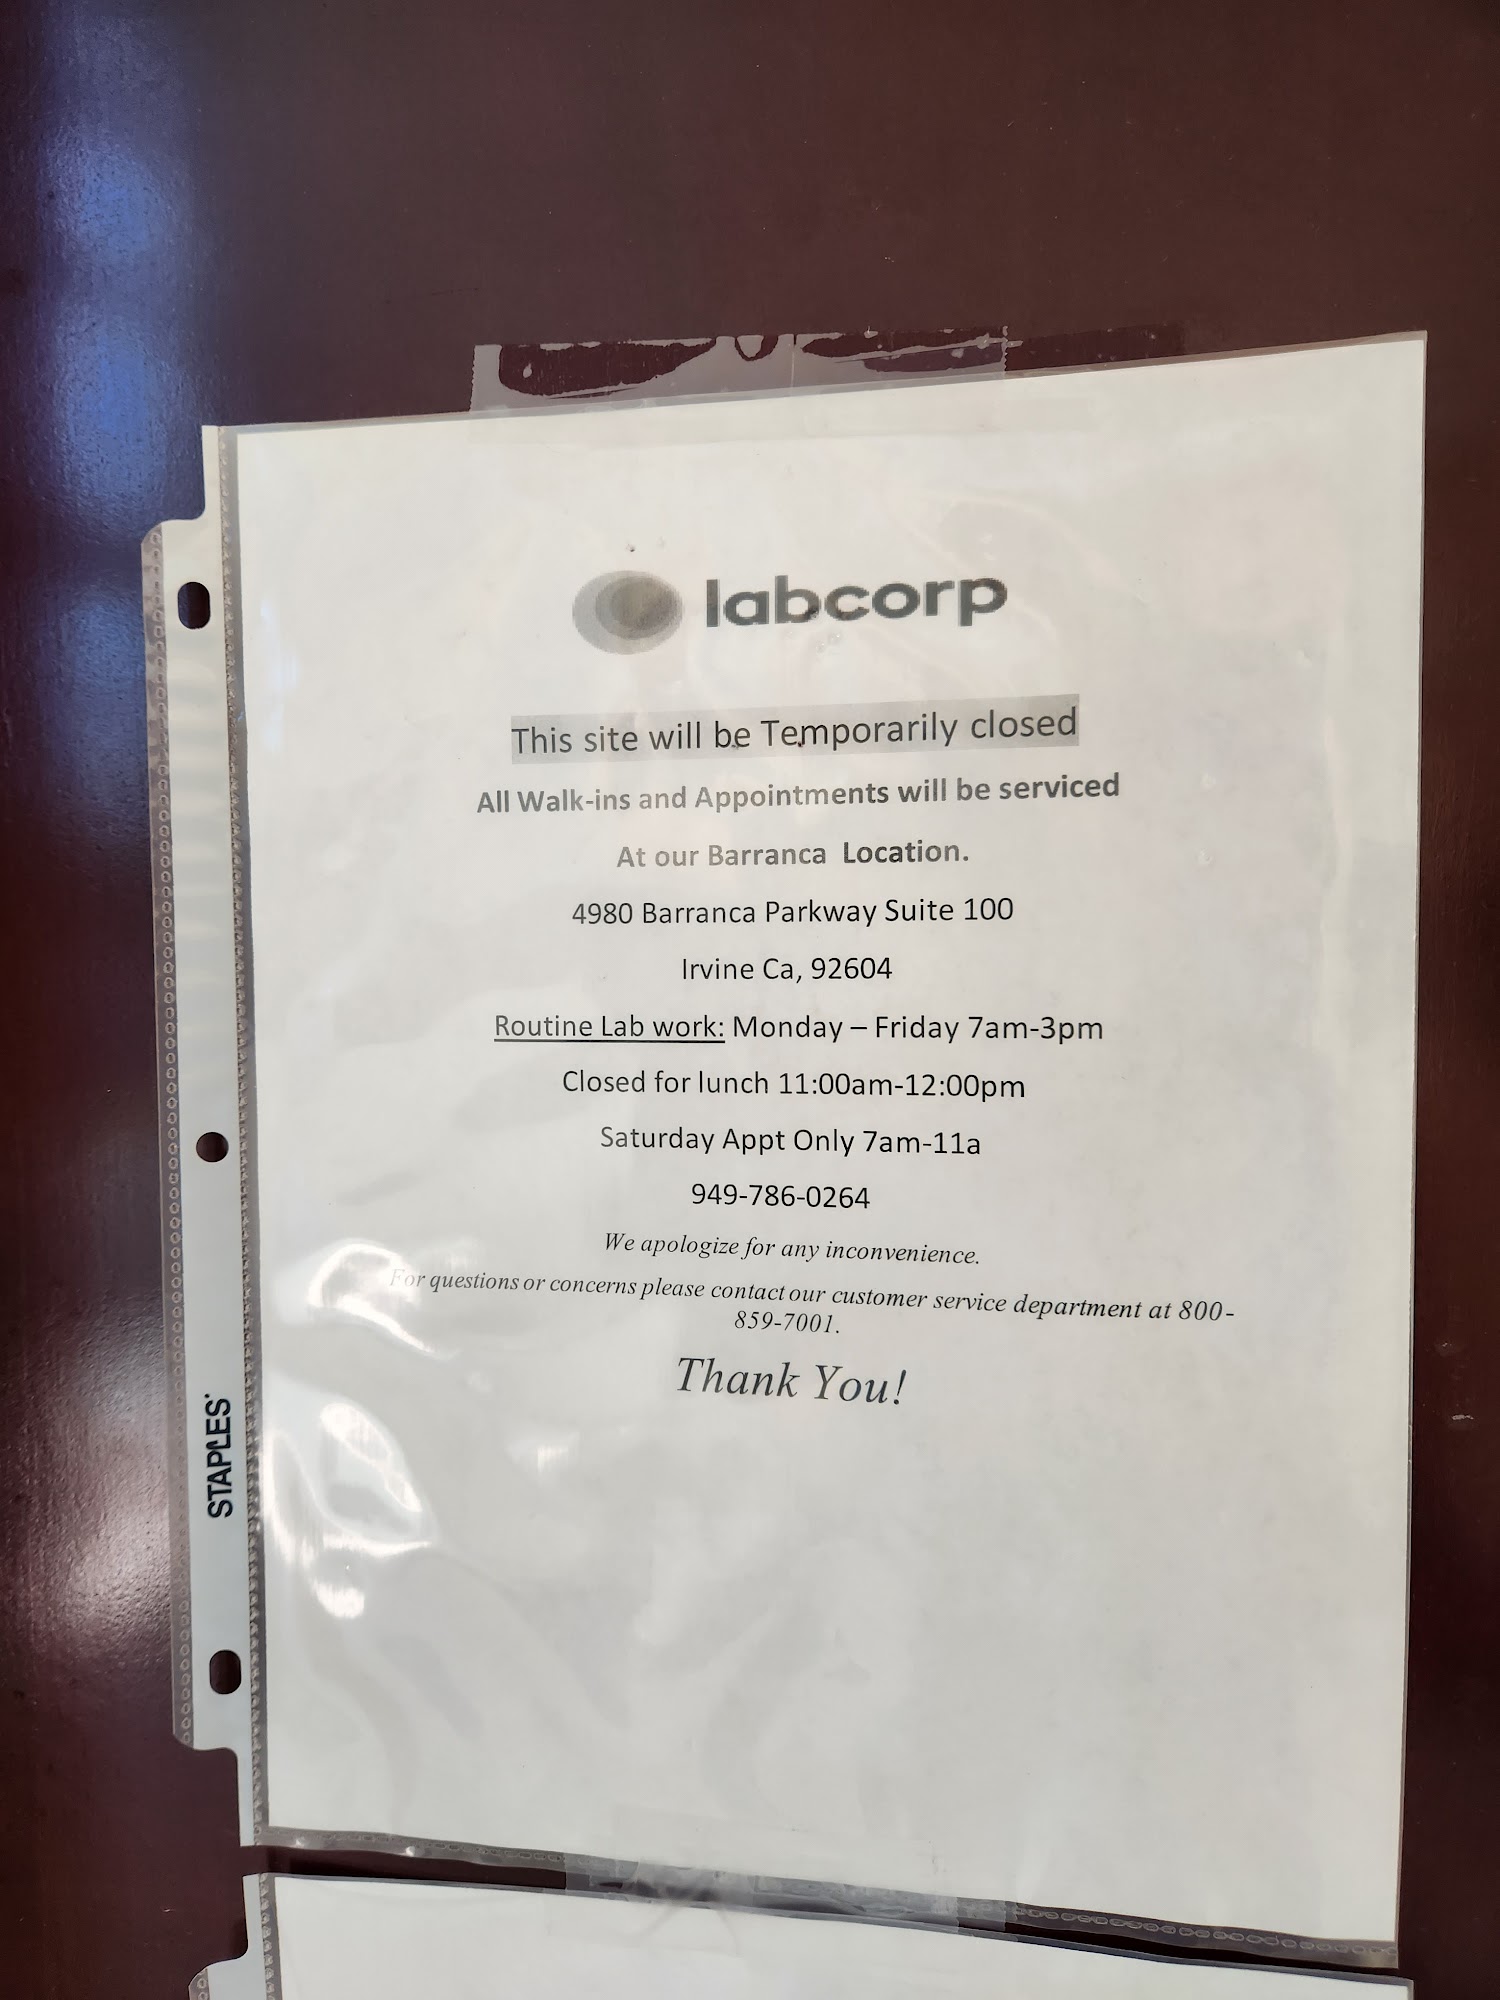 labcorp
This site will be Temporarily closed
All Walk-ins and Appointments will be serviced
At our Barranca Location.
4980 Barranca Parkway Suite 100
Irvine Ca, 92604
Routine Lab work: Monday – Friday 7am-3pm
Closed for lunch 11:00am-12:00pm
Saturday Appt Only 7am-11a
949-786-0264
We apologize for any inconvenience.
For questions or concerns please contact our customer service department at 800-
859-7001.
Thank You!
STAPLES